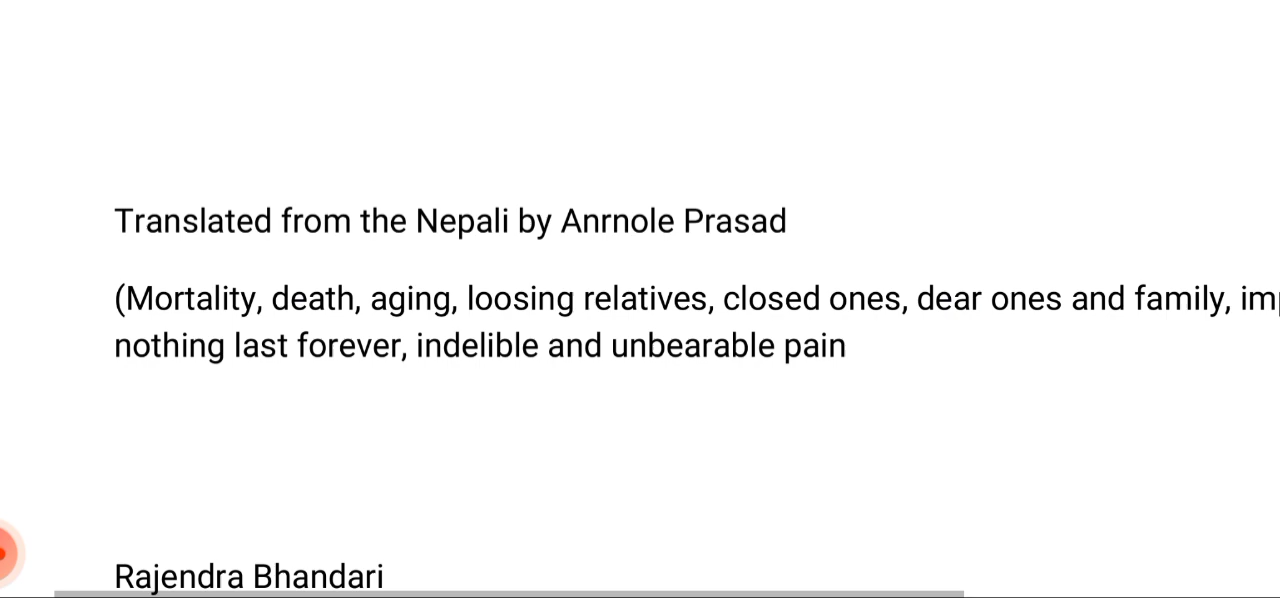 Translated from the Nepali by Anrnole Prasad
(Mortality, death, aging, loosing relatives, closed ones, dear ones and family,
nothing last forever, indelible and unbearable pain
Rajendra Bhandari